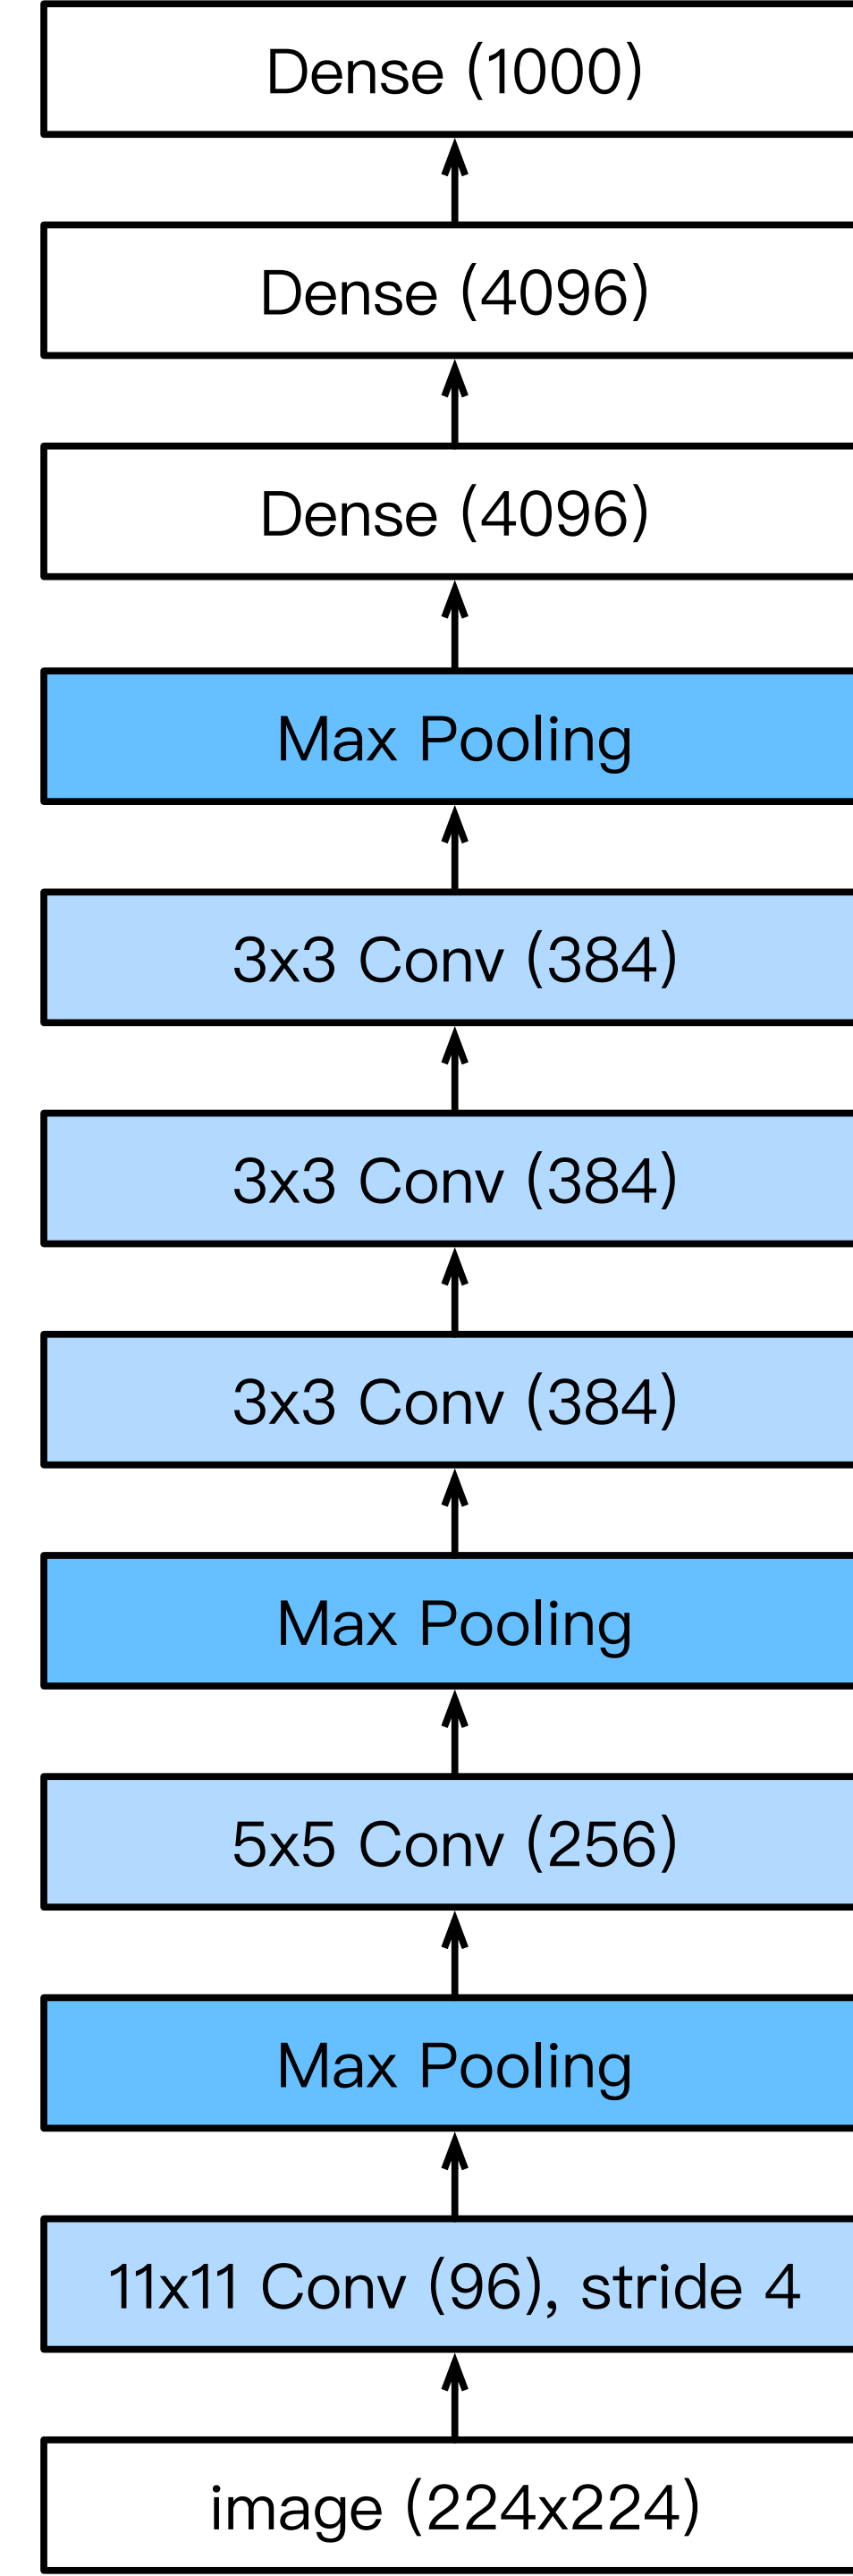 Dense (1000)
Dense (4096)
Dense (4096)
Max Pooling
3x3 Conv (384)
3x3 Conv (384)
3x3 Conv (384)
Max Pooling
5x5 Conv (256)
Max Pooling
11x11 Conv (96), stride 4
image (224x224)